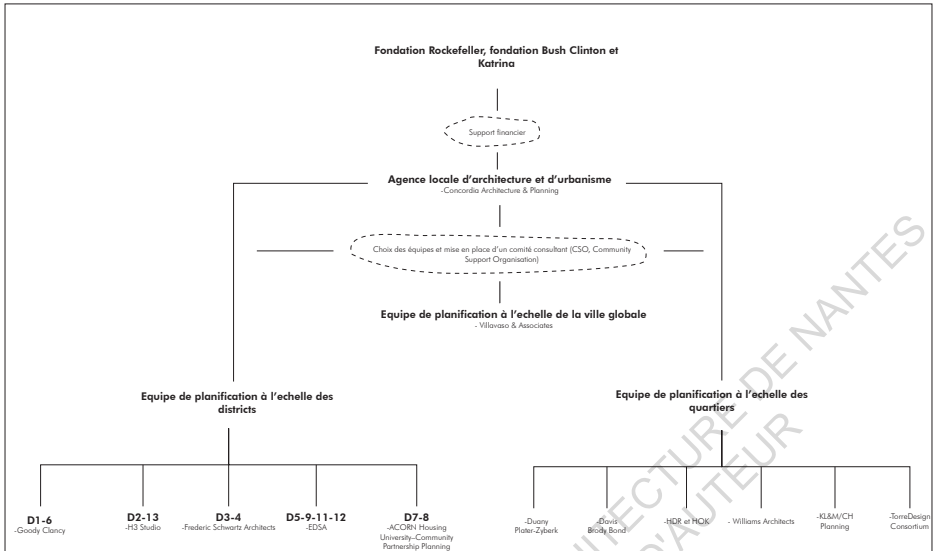 Fondation Rockefeller, fondation Bush Clinton et
Katrina
Support financier
Agence locale d'architecture et d'urbanisme
-Concordia Architecture & Planning
Choix des équipes et mise en place d'un comité consultant (CSO, Community
Support Organisation)
Equipe de planification à l'echelle de la ville globale
- Villavaso & Associates
Equipe de planification à l'echelle des
districts
Equipe de planification à l'echelle des
quartiers
D1-6
-Goody Clancy
D2-13
-H3 Studio
D3-4
-Frederic Schwartz Architects
D5-9-11-12
-EDSA
D7-8
-ACORN Housing
University–Community
Partnership Planning
-Duany
Plater-Zyberk
-Davis
Brody Bond
-HDR et HOK
- Williams Architects
-KL&M/CH
Planning
-TorreDesign
Consortium
HITECTURE DE NANTES
D'AUTEUR